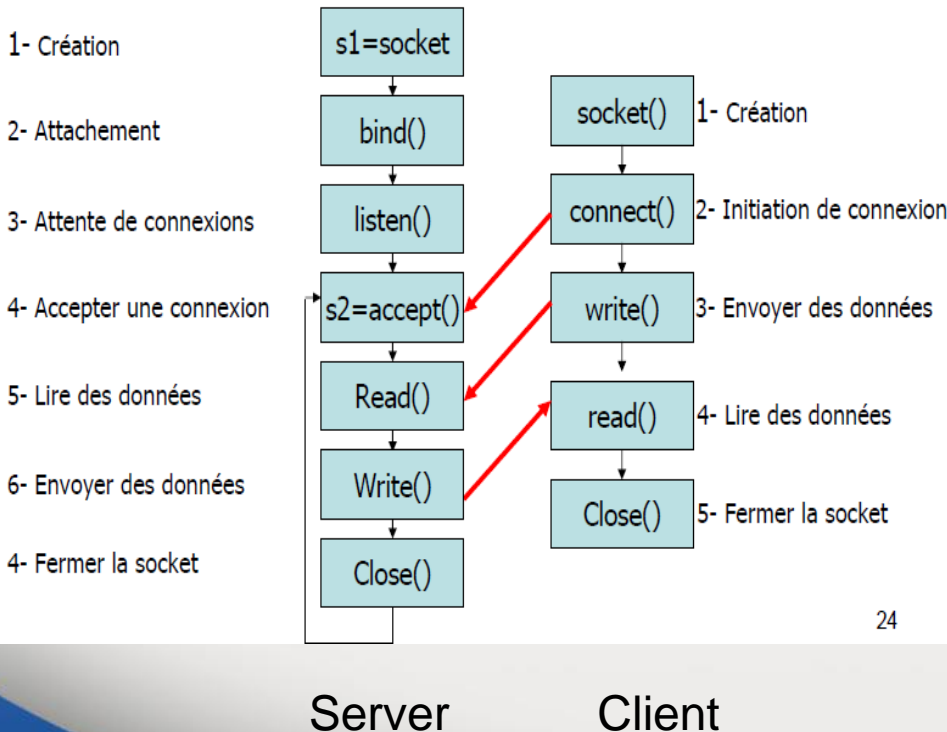 1- Création
s1=socket
2- Attachement
bind()
3- Attente de connexions
listen()
4- Accepter une connexion
s2=accept()
5- Lire des données
Read()
6- Envoyer des données
Write()
4- Fermer la socket
Close()
socket()
1- Création
connect()
2- Initiation de connexion
write()
3- Envoyer des données
read()
4- Lire des données
Close()
5- Fermer la socket
24
Server
Client